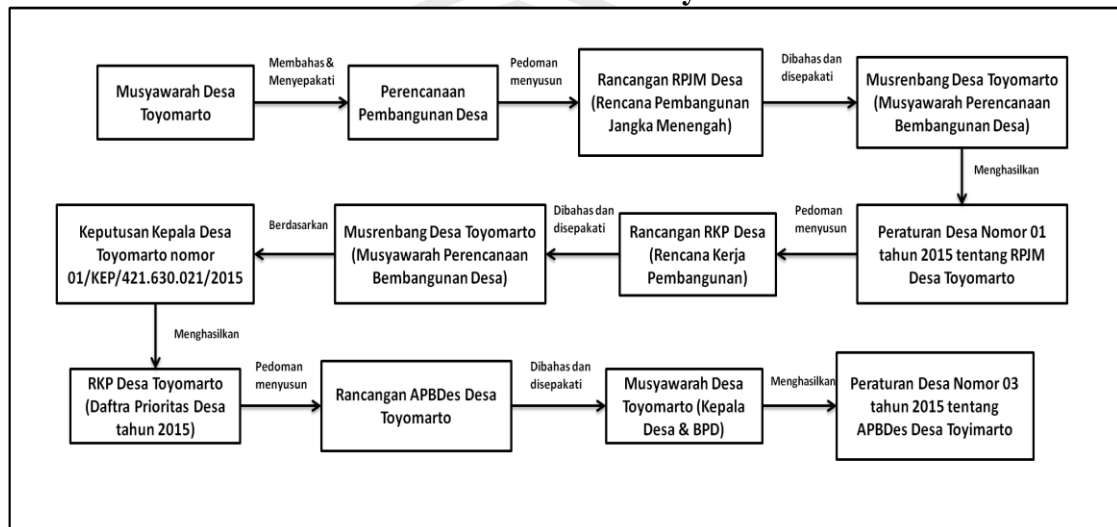 Membahas &
Menyepakati
Pedoman
menyusun
Dibahas dan
disepakati
Musyawarah Desa
Toyomarto
Perencanaan
Pembangunan Desa
Rancangan RPJM Desa
(Rencana Pembangunan
Jangka Menengah)
Musrenbang Desa Toyomarto
(Musyawarah Perencanaan
Bembangunan Desa)
Menghasilkan
Peraturan Desa Nomor 01
tahun 2015 tentang RPJM
Desa Toyomarto
Pedoman
menyusun
Rancangan RKP Desa
(Rencana Kerja
Pembangunan)
Dibahas dan
disepakati
Musrenbang Desa Toyomarto
(Musyawarah Perencanaan
Bembangunan Desa)
Berdasarkan
Keputusan Kepala Desa
Toyomarto nomor
01/KEP/421.630.021/2015
Menghasilkan
RKP Desa Toyomarto
(Daftra Prioritas Desa
tahun 2015)
Pedoman
menyusun
Rancangan APBDes Desa
Toyomarto
Dibahas dan
disepakati
Musyawarah Desa
Toyomarto (Kepala
Desa & BPD)
Menghasilkan
Peraturan Desa Nomor 03
tahun 2015 tentang
APBDes Desa Toyimarto